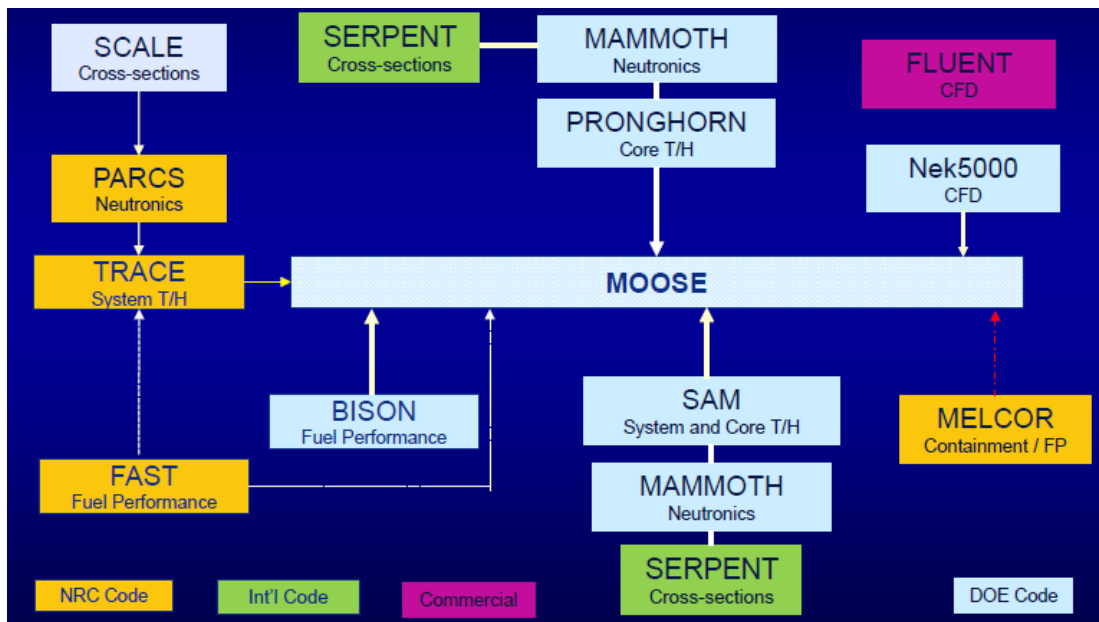 SCALE
Cross-sections
SERPENT
Cross-sections
MAMMOTH
Neutronics
FLUENT
CFD
PRONGHORN
Core T/H
PARCS
Neutronics
Nek5000
CFD
TRACE
System T/H
MOOSE
BISON
Fuel Performance
SAM
System and Core T/H
MELCOR
Containment / FP
FAST
Fuel Performance
MAMMOTH
Neutronics
SERPENT
Cross-sections
NRC Code
Int'l Code
Commercial
DOE Code